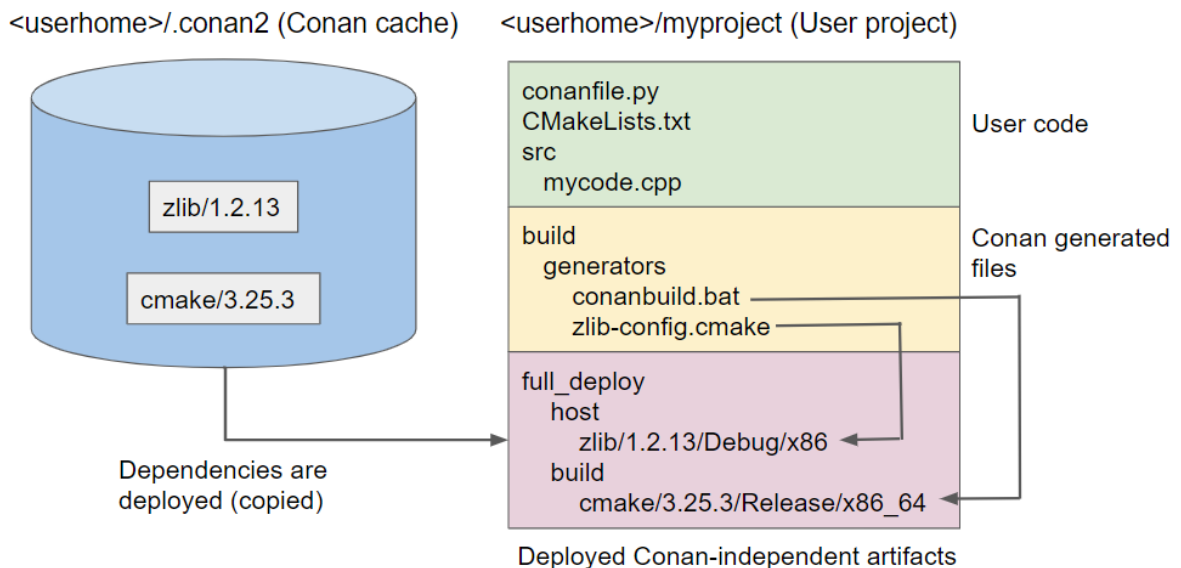 <userhome>/.conan2 (Conan cache)
<userhome>/myproject (User project)
zlib/1.2.13
cmake/3.25.3
Dependencies are
deployed (copied)
conanfile.py
CMakeLists.txt
src
mycode.cpp
User code
build
generators
conanbuild.bat
zlib-config.cmake
Conan generated
files
full_deploy
host
zlib/1.2.13/Debug/x86
build
cmake/3.25.3/Release/x86_64
Deployed Conan-independent artifacts